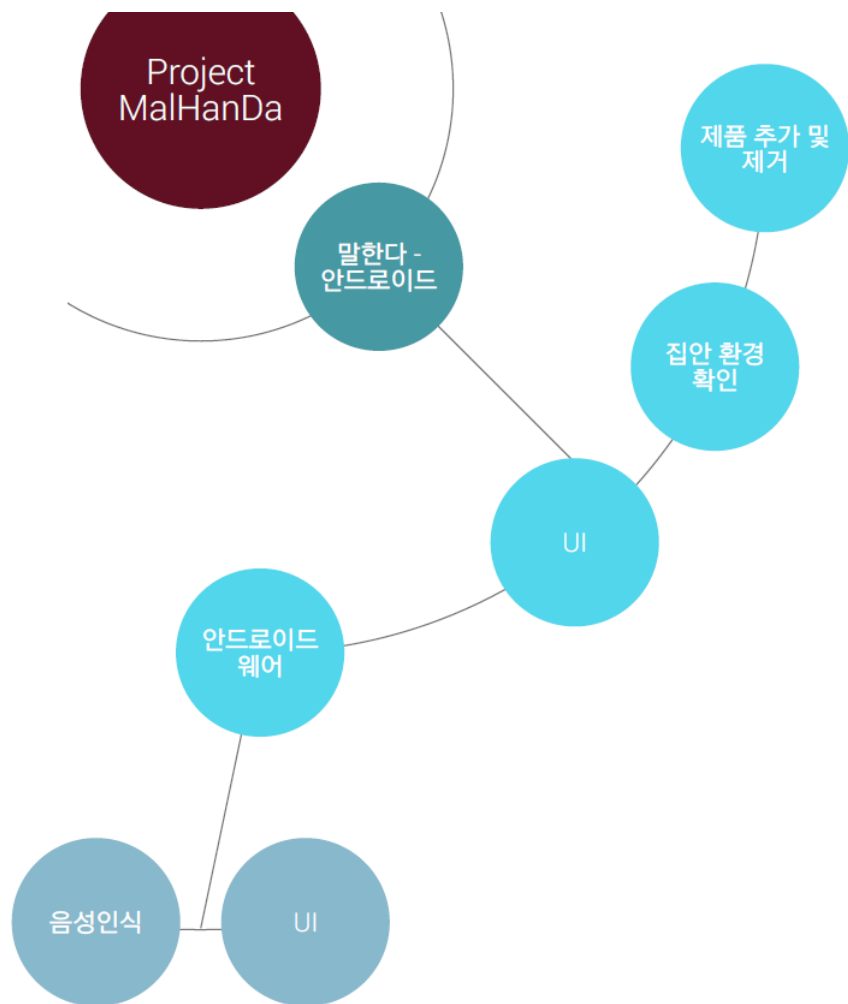 Project
MalHanDa
제품 추가 및
제거
말한다 -
안드로이드
집안 환경
확인
UI
안드로이드
웨어
음성인식
UI